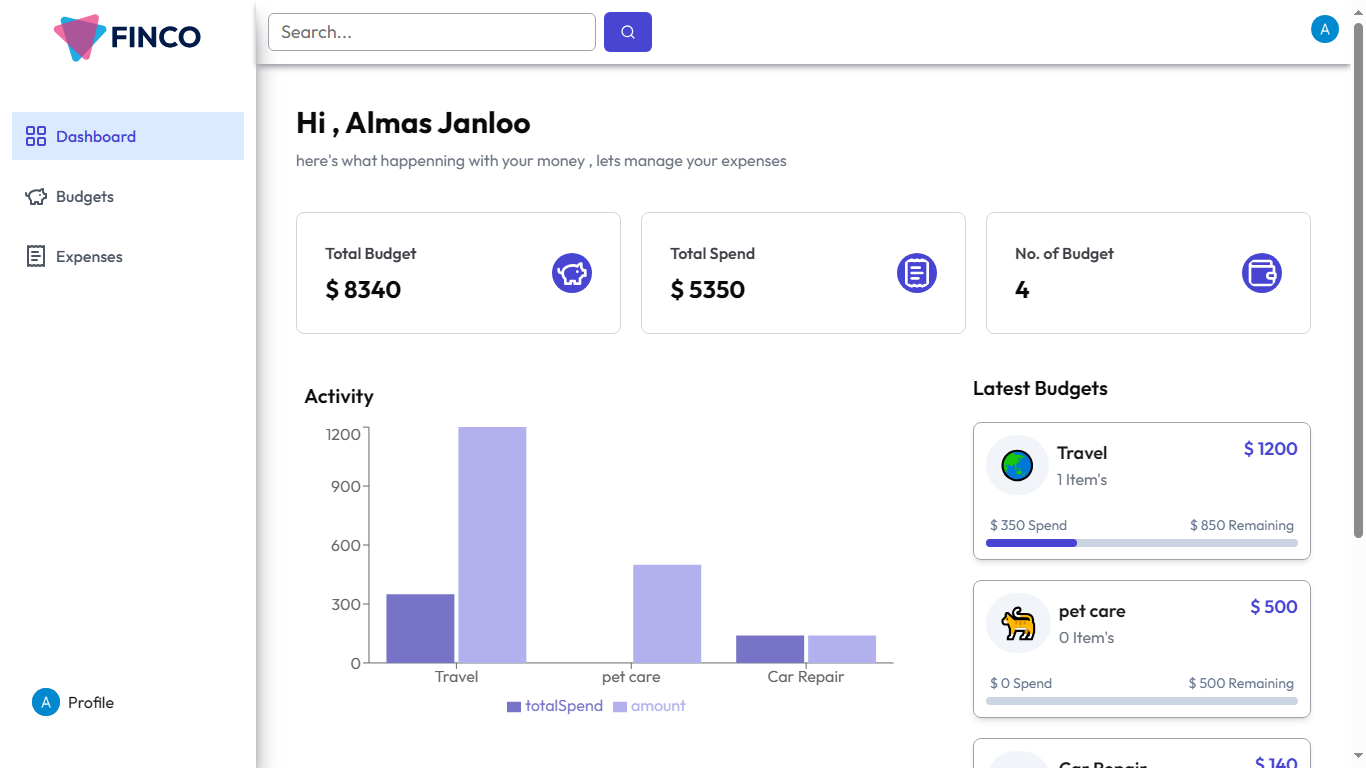 FINCO
Search...
A
Dashboard
Budgets
Expenses
A Profile
Hi , Almas Janloo
here's what happenning with your money , lets manage your expenses
Total Budget
$ 8340
Total Spend
$ 5350
No. of Budget
4
Activity
1200
900
600
300
0
Travel pet care Car Repair
totalSpend amount
Latest Budgets
Travel $ 1200
1 Item's
$ 350 Spend $ 850 Remaining
pet care $ 500
0 Item's
$ 0 Spend $ 500 Remaining
Car Repair $ 140